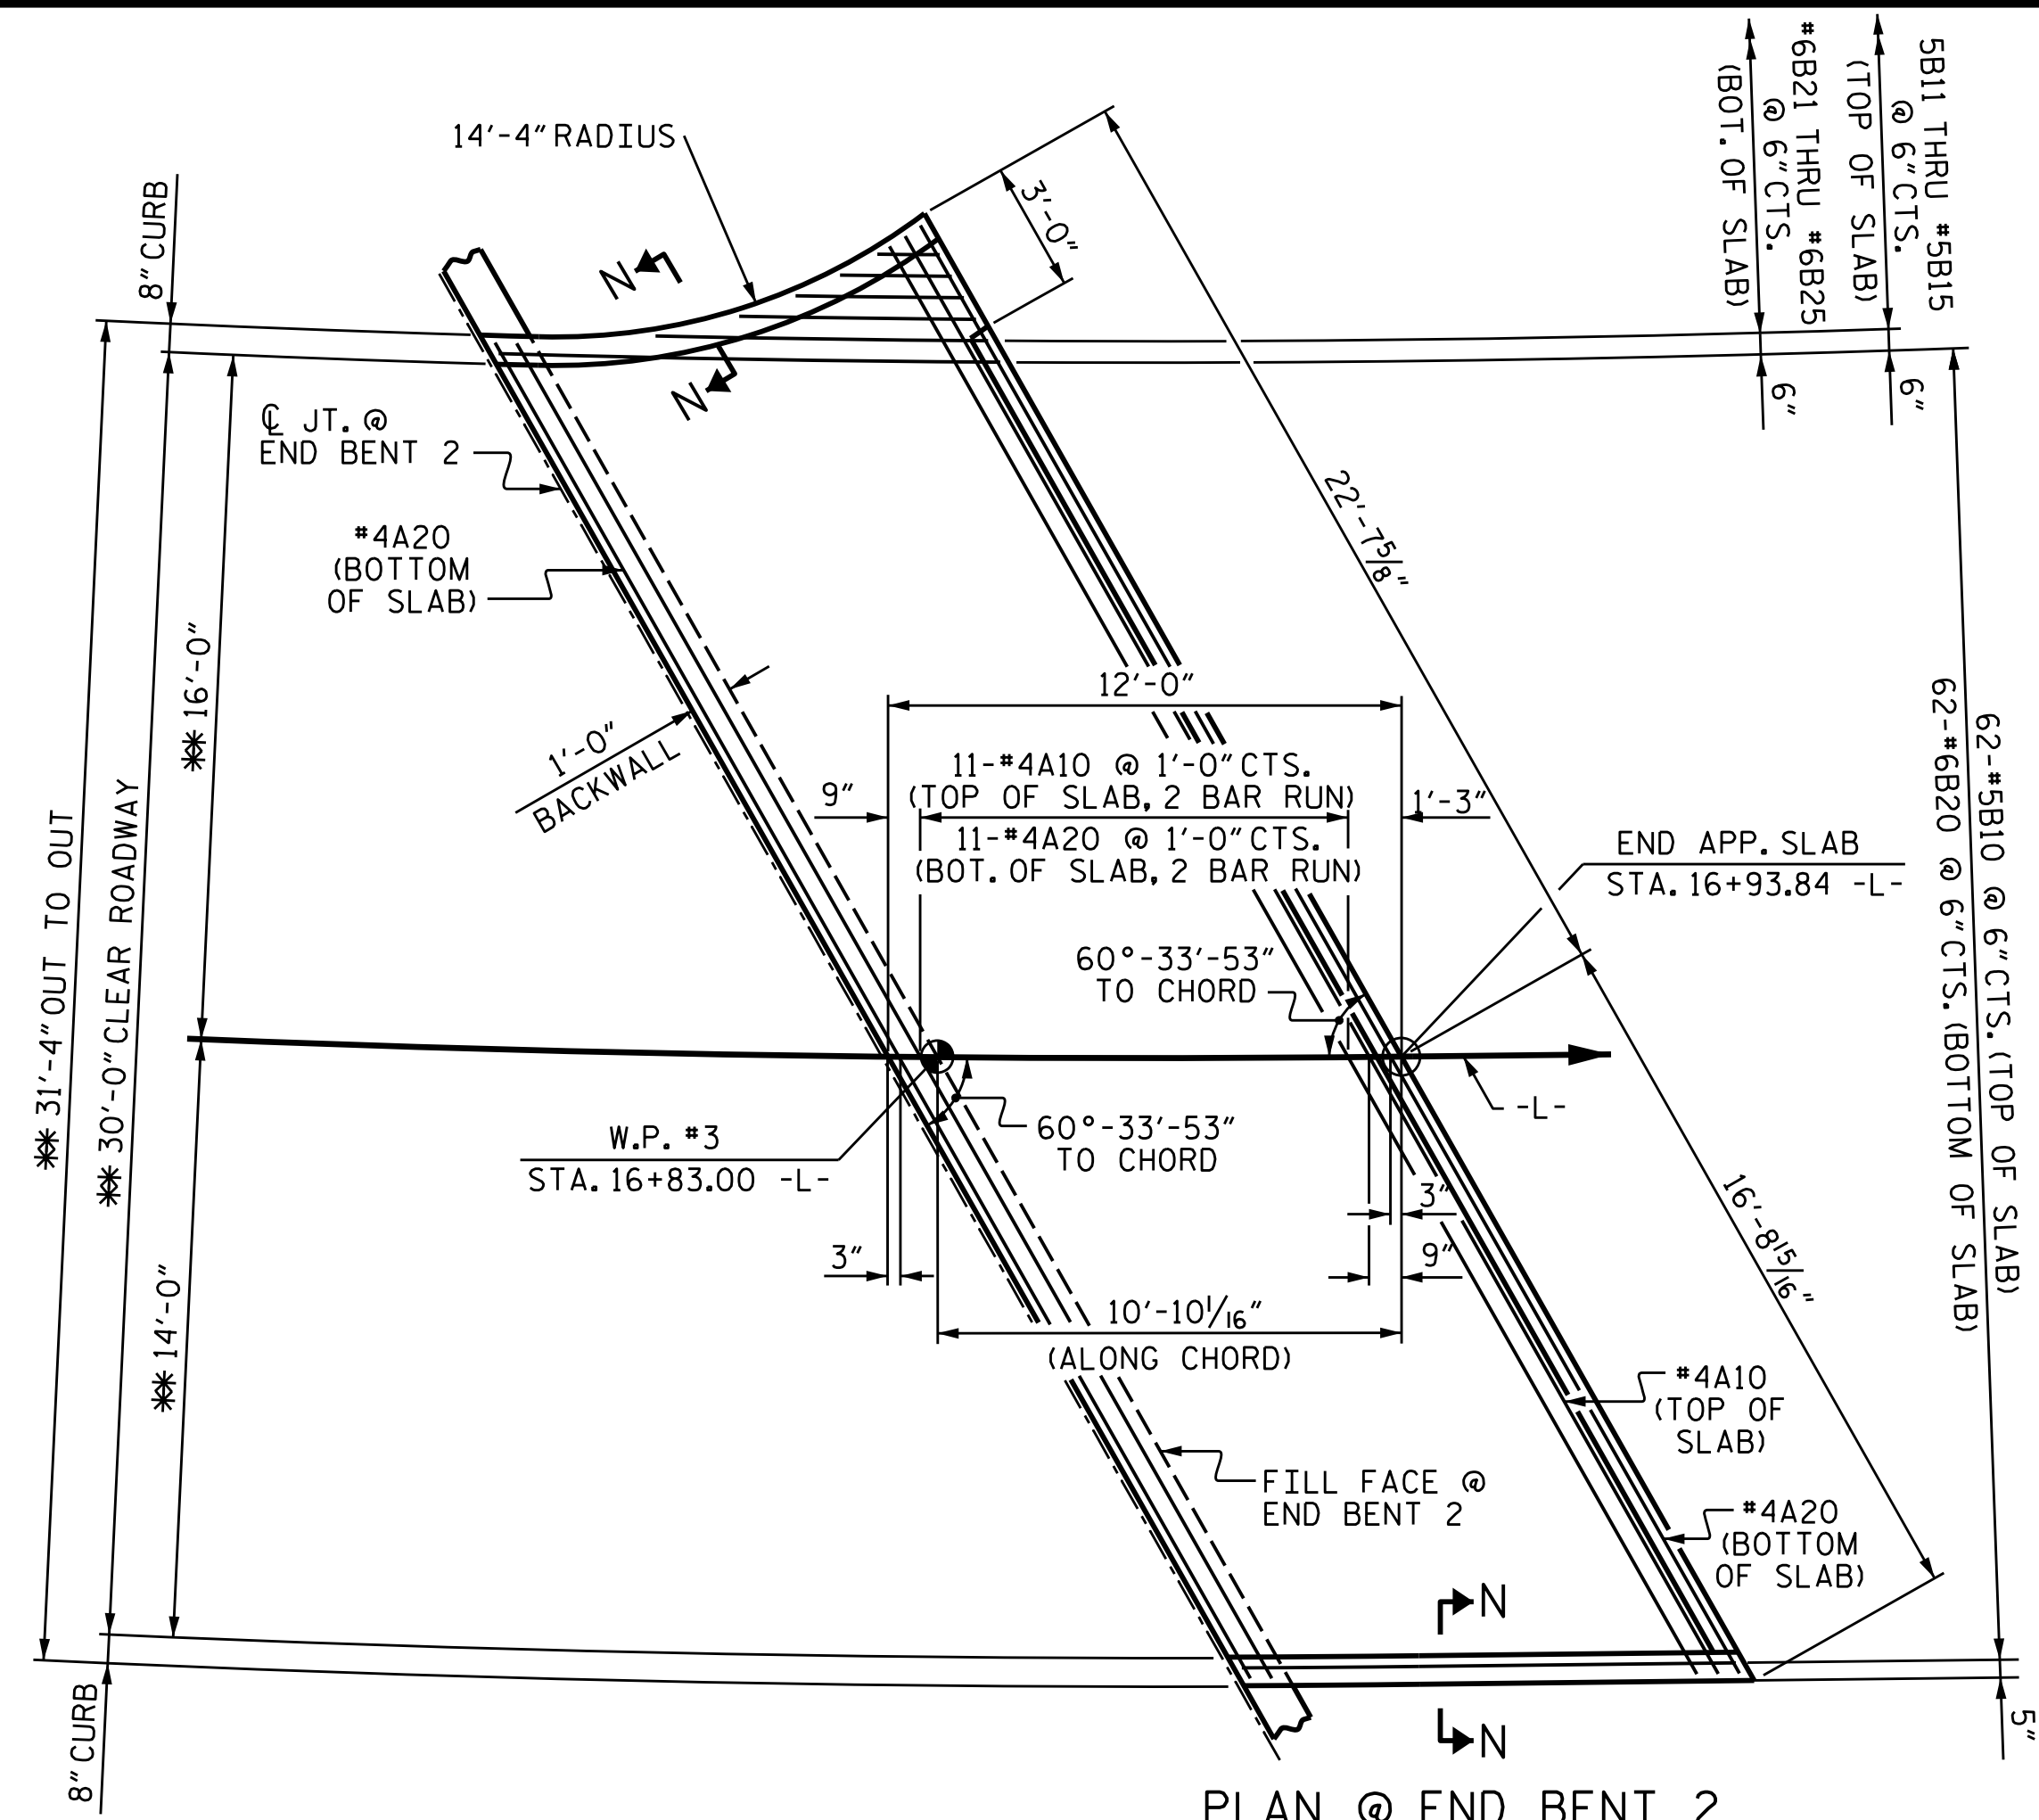 14'-4" RADIUS
3'-0"
8" CURB
#6B21 THRU #6B25
@ 6" CTS.
(BOT. OF SLAB)
5B11 THRU #5B15
@ 6" CTS.
(TOP OF SLAB)
N
N
6"
6"
℄ JT. @
END BENT 2
#4A20
(BOTTOM
OF SLAB)
22'-7 5/8"
** 16'-0"
12'-0"
1'-0"
BACKWALL
11-#4A10 @ 1'-0" CTS.
(TOP OF SLAB, 2 BAR RUN)
9"
1'-3"
11-#4A20 @ 1'-0" CTS.
(BOT. OF SLAB, 2 BAR RUN)
END APP. SLAB
STA. 16+93.84 -L-
** 31'-4" OUT TO OUT
** 30'-0" CLEAR ROADWAY
62-#5B10 @ 6" CTS. (TOP OF SLAB)
62-#6B20 @ 6" CTS. (BOTTOM OF SLAB)
60°-33'-53"
TO CHORD
-L-
60°-33'-53"
TO CHORD
W.P. #3
STA. 16+83.00 -L-
3"
3"
9"
16'-8 15/16"
** 14'-0"
10'-10 1/16"
(ALONG CHORD)
#4A10
(TOP OF
SLAB)
FILL FACE @
END BENT 2
#4A20
(BOTTOM
OF SLAB)
N
N
8" CURB
5"
PLAN @ END BENT 2